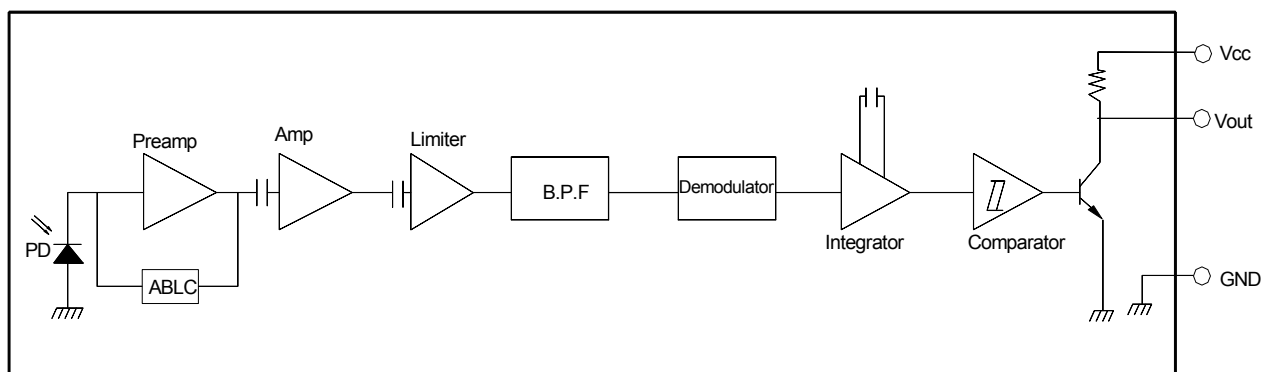 Vcc
Vout
Preamp
Amp
Limiter
B.P.F
Demodulator
Integrator
Comparator
PD
ABLC
GND